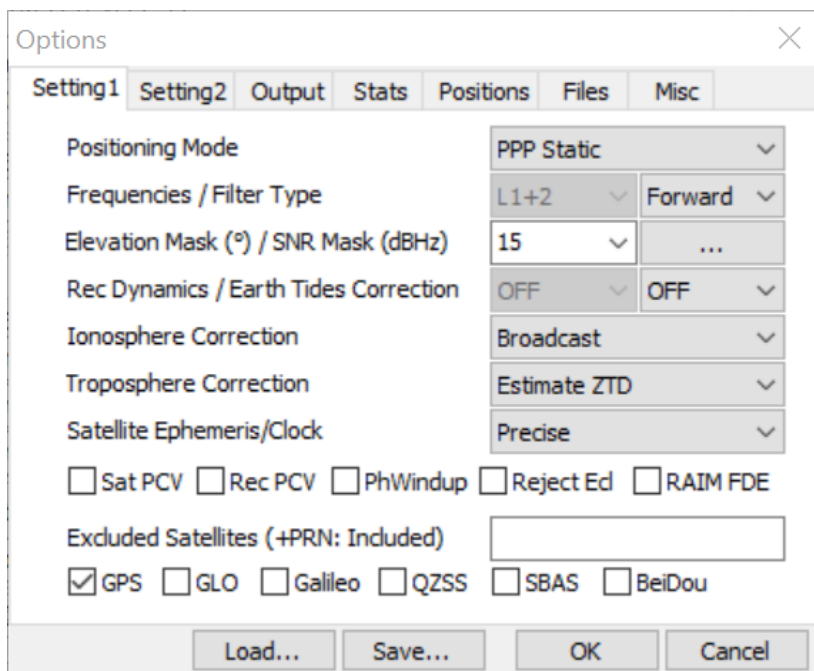 Options
Setting1 Setting2 Output Stats Positions Files Misc
Positioning Mode PPP Static
Frequencies / Filter Type L1+2 Forward
Elevation Mask (°) / SNR Mask (dBHz) 15 ...
Rec Dynamics / Earth Tides Correction OFF OFF
Ionosphere Correction Broadcast
Troposphere Correction Estimate ZTD
Satellite Ephemeris/Clock Precise
Sat PCV Rec PCV PhWindup Reject Ecl RAIM FDE
Excluded Satellites (+PRN: Included)
GPS GLO Galileo QZSS SBAS BeiDou
Load... Save... OK Cancel